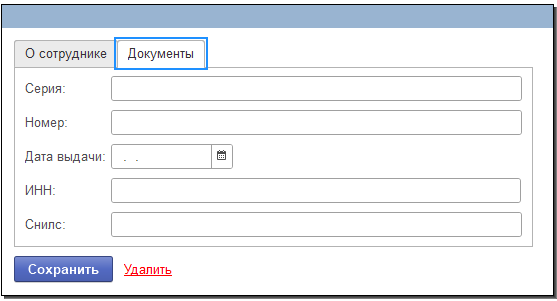 О сотруднике Документы
Серия:
Номер:
Дата выдачи: . .
ИНН:
Снилс:
Сохранить Удалить